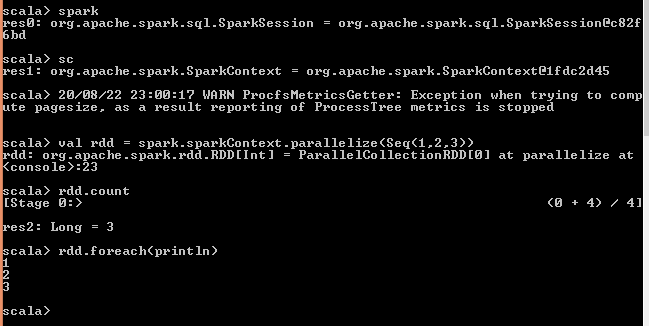 scala> spark
res0: org.apache.spark.sql.SparkSession = org.apache.spark.sql.SparkSession@c82f
6bd
scala> sc
res1: org.apache.spark.SparkContext = org.apache.spark.SparkContext@1fdc2d45
scala> 20/08/22 23:00:17 WARN ProcfsMetricsGetter: Exception when trying to comp
ute pagesize, as a result reporting of ProcessTree metrics is stopped
scala> val rdd = spark.sparkContext.parallelize(Seq(1,2,3))
rdd: org.apache.spark.rdd.RDD[Int] = ParallelCollectionRDD[0] at parallelize at
<console>:23
scala> rdd.count
[Stage 0:> (0 + 4) / 4]
res2: Long = 3
scala> rdd.foreach(println)
1
2
3
scala>